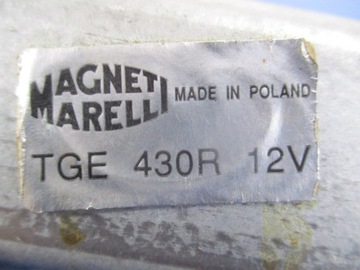 MAGNETI
MARELLI MADE IN POLAND
TGE 430R 12V